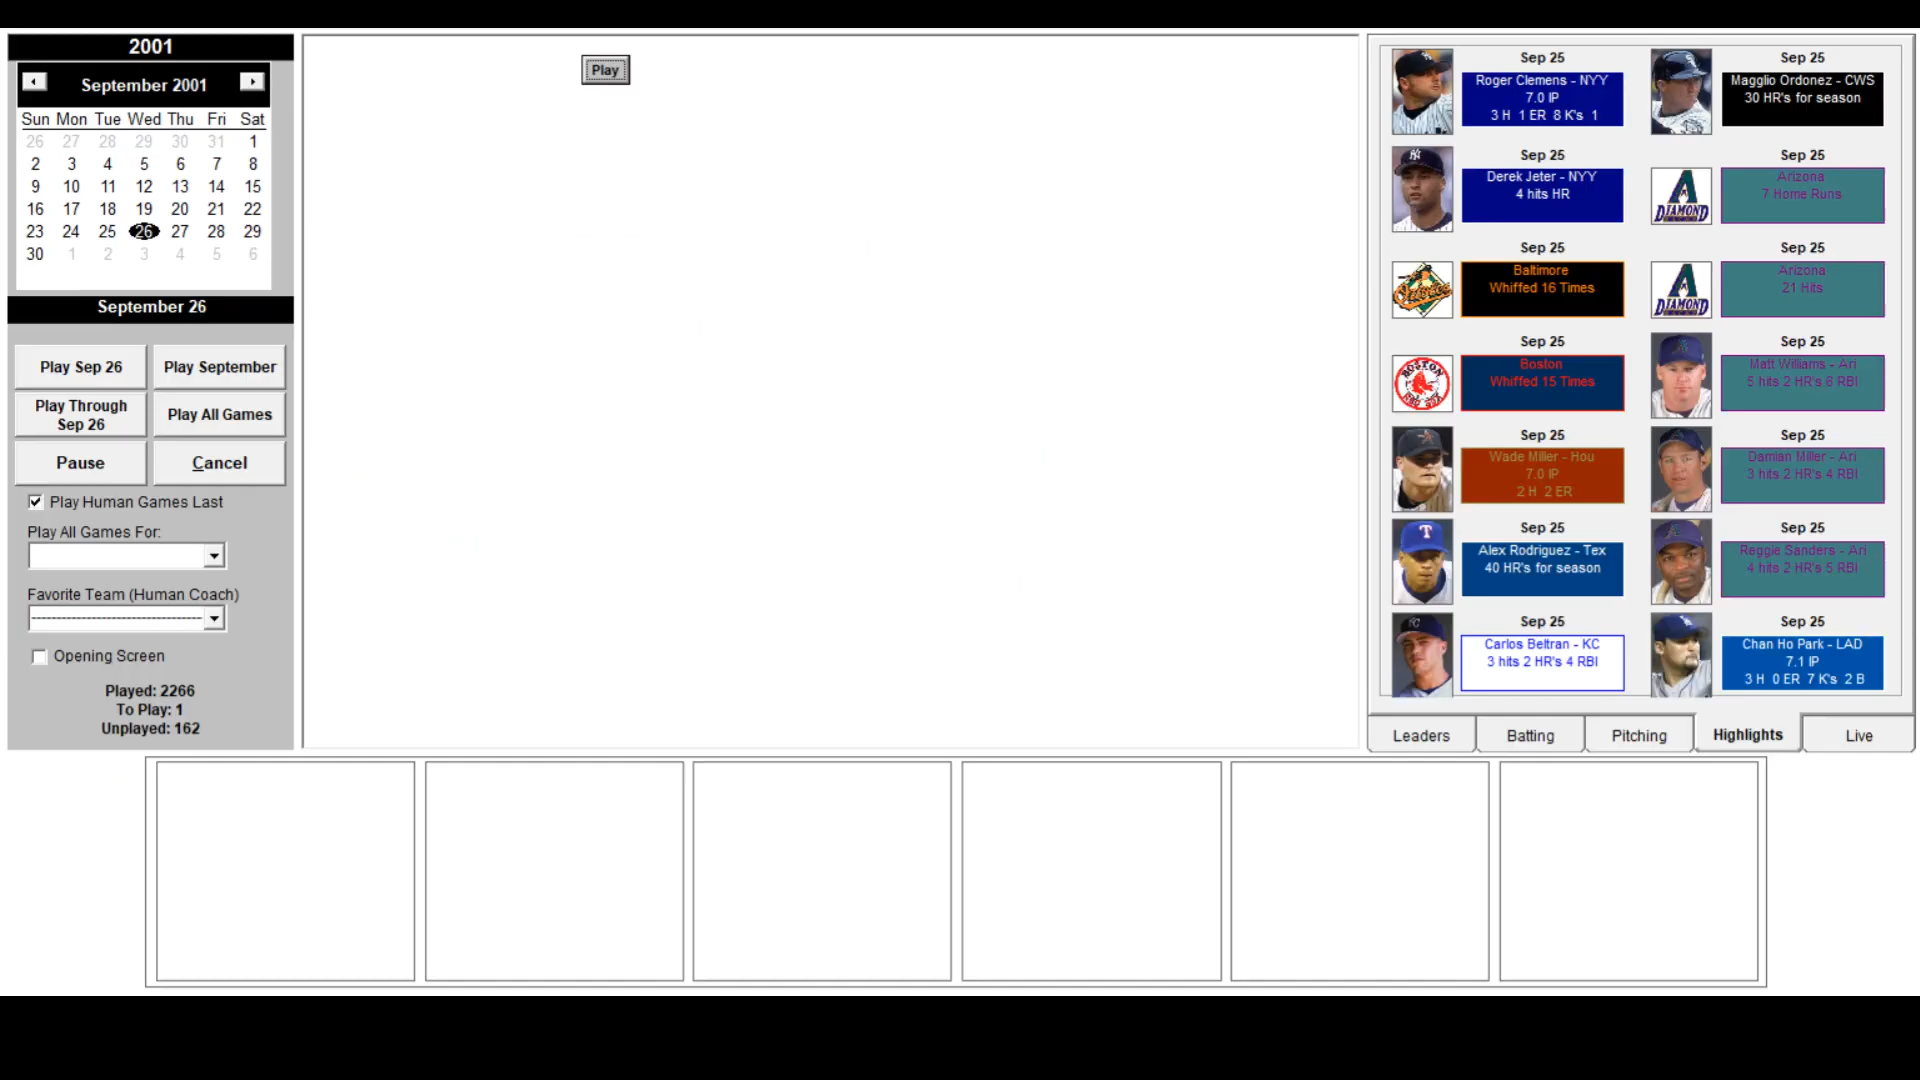 2001
September 2001
Sun Mon Tue Wed Thu Fri Sat
26 27 28 29 30 31 1
2 3 4 5 6 7 8
9 10 11 12 13 14 15
16 17 18 19 20 21 22
23 24 25 26 27 28 29
30 1 2 3 4 5 6
September 26
Play Sep 26
Play September
Play Through
Sep 26
Play All Games
Pause
Cancel
Play Human Games Last
Play All Games For:
Favorite Team (Human Coach)
Opening Screen
Played: 2266
To Play: 1
Unplayed: 162
Play
Sep 25
Roger Clemens - NYY
7.0 IP
3 H 1 ER 8 K's 1
Sep 25
Magglio Ordonez - CWS
30 HR's for season
Sep 25
Derek Jeter - NYY
4 hits HR
Sep 25
DIAMOND
Arizona
7 Home Runs
Sep 25
Orioles
Baltimore
Whiffed 16 Times
Sep 25
DIAMOND
Arizona
21 Hits
Sep 25
BOSTON
RED SOX
Boston
Whiffed 15 Times
Sep 25
Matt Williams - Ari
5 hits 2 HR's 6 RBI
Sep 25
Wade Miller - Hou
7.0 IP
2 H 2 ER
Sep 25
Damian Miller - Ari
3 hits 2 HR's 4 RBI
Sep 25
Alex Rodriguez - Tex
40 HR's for season
Sep 25
Reggie Sanders - Ari
4 hits 2 HR's 5 RBI
Sep 25
Carlos Beltran - KC
3 hits 2 HR's 4 RBI
Sep 25
Chan Ho Park - LAD
7.1 IP
3 H 0 ER 7 K's 2 B
Leaders
Batting
Pitching
Highlights
Live